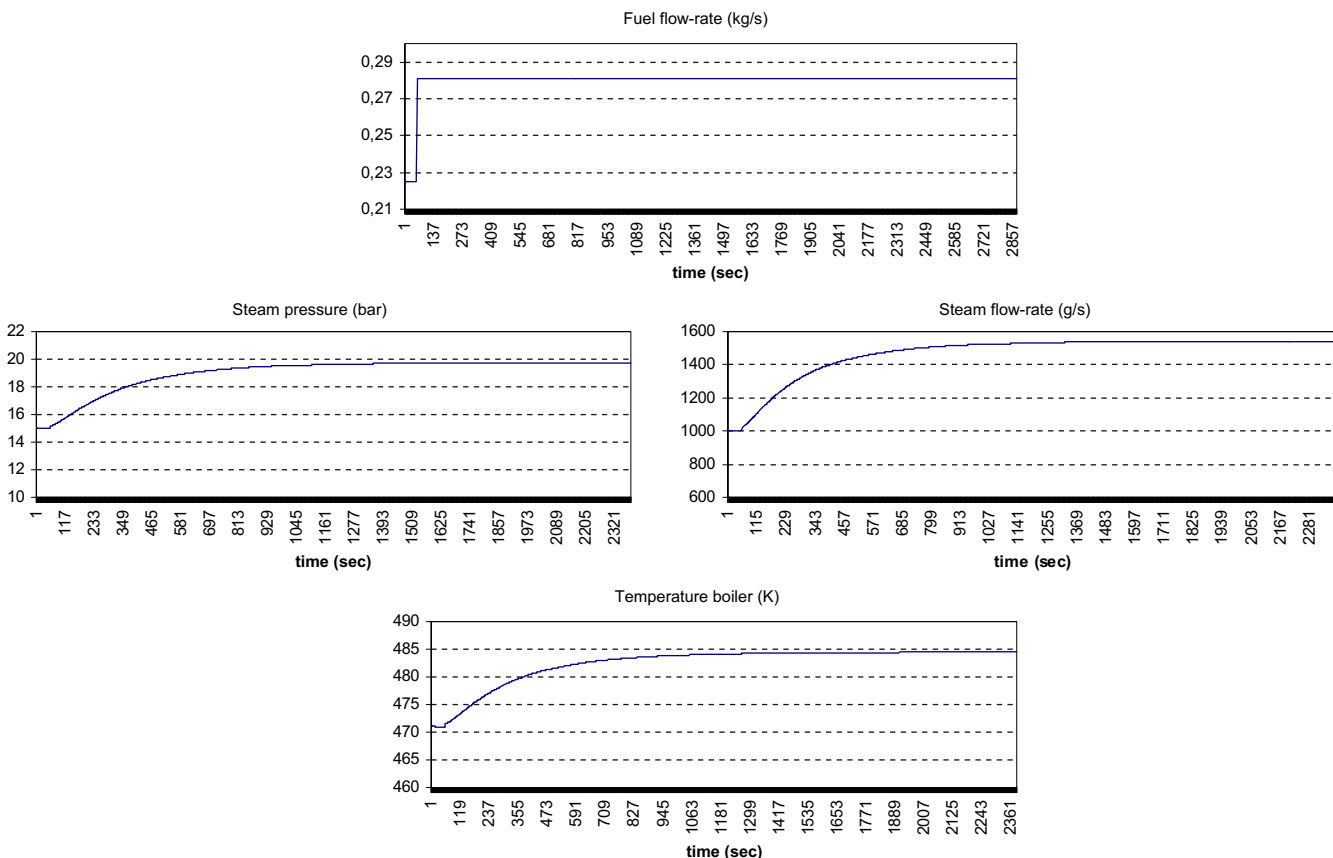 Fuel flow-rate (kg/s)
0,29
0,27
0,25
0,23
0,21
1 137 273 409 545 681 817 953 1089 1225 1361 1497 1633 1769 1905 2041 2177 2313 2449 2585 2721 2857
time (sec)
Steam pressure (bar)
22
20
18
16
14
12
10
1 117 233 349 465 581 697 813 929 1045 1161 1277 1393 1509 1625 1741 1857 1973 2089 2205 2321
time (sec)
Steam flow-rate (g/s)
1600
1400
1200
1000
800
600
1 115 229 343 457 571 685 799 913 1027 1141 1255 1369 1483 1597 1711 1825 1939 2053 2167 2281
time (sec)
Temperature boiler (K)
490
485
480
475
470
465
460
1 119 237 355 473 591 709 827 945 1063 1181 1299 1417 1535 1653 1771 1889 2007 2125 2243 2361
time (sec)